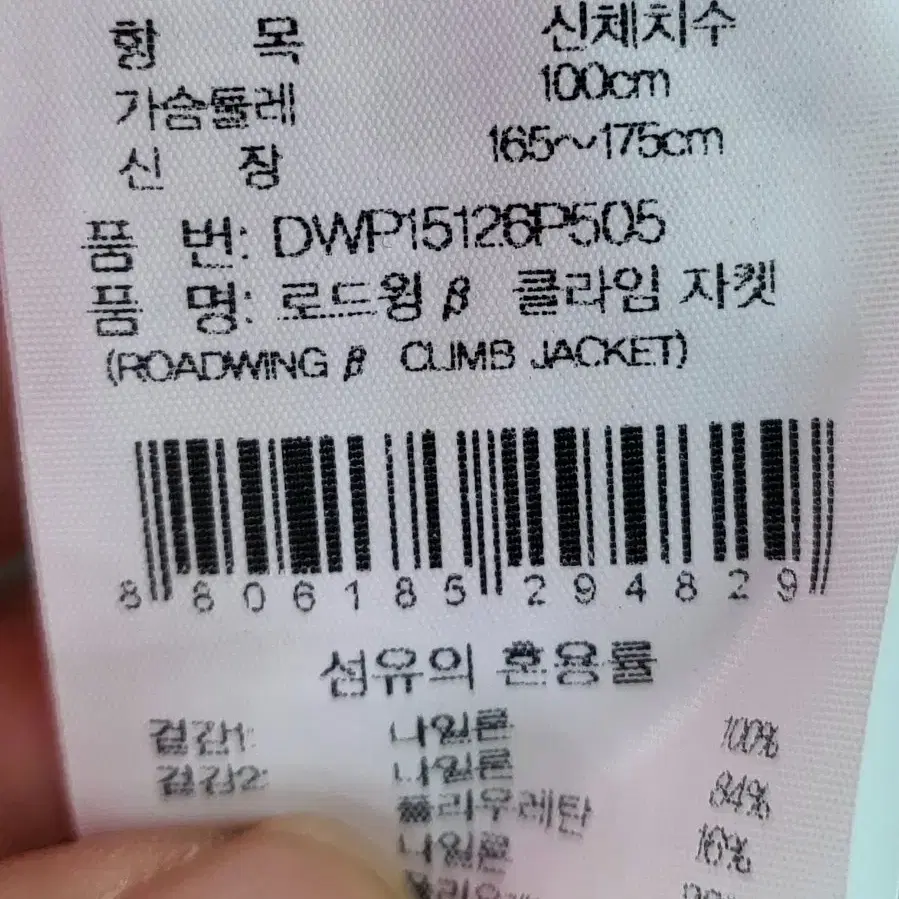 항 목 신체치수
가슴둘레 100cm
신 장 165~175cm
품 번: DWP15126P505
품 명: 로드윙 β 클라임 자켓
(ROADWING β CLIMB JACKET)
8 806185 294829
섬유의 혼용률
겉감1: 나일론 100%
겉감2: 나일론 84%
폴리우레탄 16%
나일론